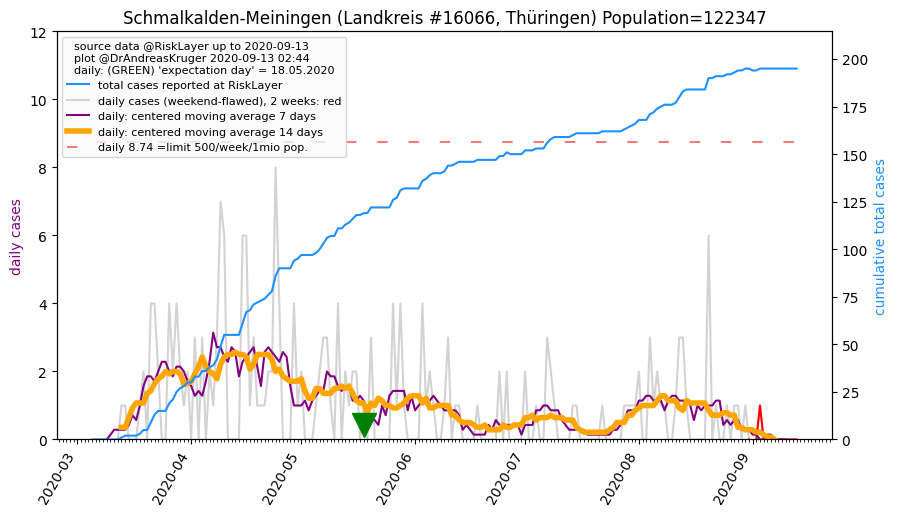 Schmalkalden-Meiningen (Landkreis #16066, Thüringen) Population=122347
source data @RiskLayer up to 2020-09-13
plot @DrAndreasKruger 2020-09-13 02:44
daily: (GREEN) 'expectation day' = 18.05.2020
total cases reported at RiskLayer
daily cases (weekend-flawed), 2 weeks: red
daily: centered moving average 7 days
daily: centered moving average 14 days
daily 8.74 =limit 500/week/1mio pop.
daily cases
12
10
8
6
4
2
0
cumulative total cases
200
175
150
125
100
75
50
25
0
2020-03
2020-04
2020-05
2020-06
2020-07
2020-08
2020-09